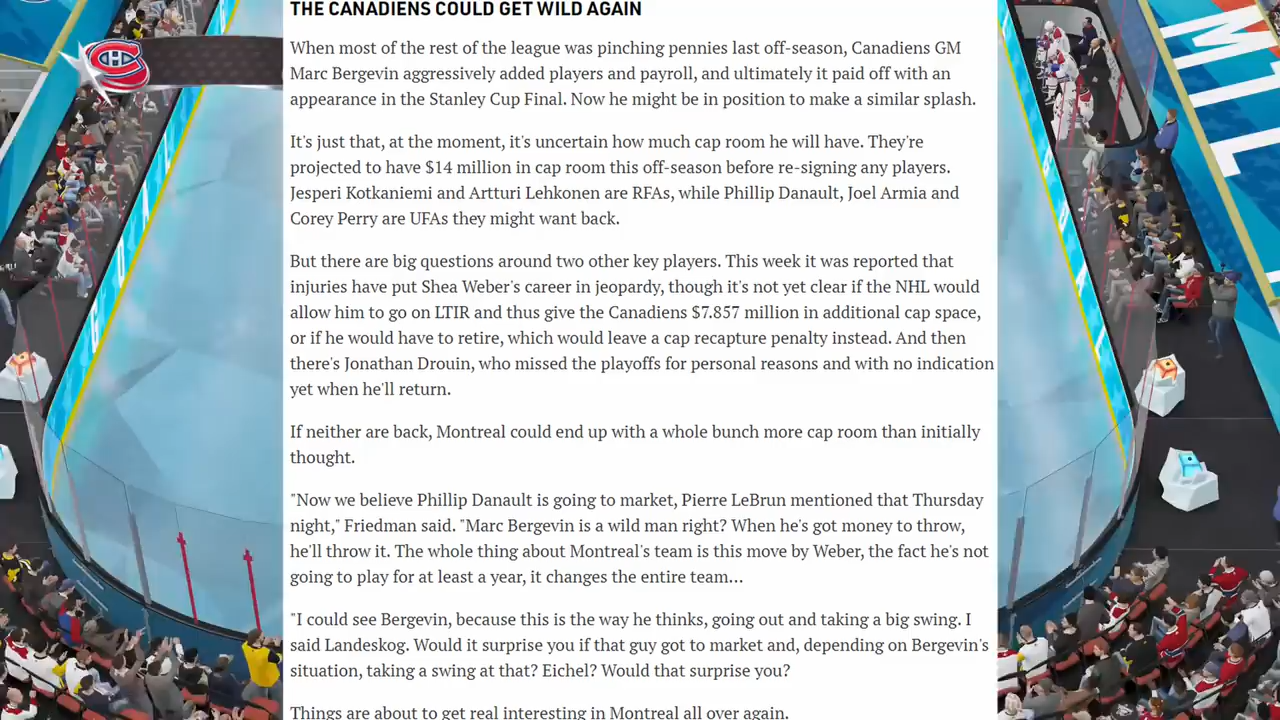 THE CANADIENS COULD GET WILD AGAIN
When most of the rest of the league was pinching pennies last off-season, Canadiens GM
Marc Bergevin aggressively added players and payroll, and ultimately it paid off with an
appearance in the Stanley Cup Final. Now he might be in position to make a similar splash.
It's just that, at the moment, it's uncertain how much cap room he will have. They're
projected to have $14 million in cap room this off-season before re-signing any players.
Jesperi Kotkaniemi and Artturi Lehkonen are RFAs, while Phillip Danault, Joel Armia and
Corey Perry are UFAs they might want back.
But there are big questions around two other key players. This week it was reported that
injuries have put Shea Weber's career in jeopardy, though it's not yet clear if the NHL would
allow him to go on LTIR and thus give the Canadiens $7.857 million in additional cap space,
or if he would have to retire, which would leave a cap recapture penalty instead. And then
there's Jonathan Drouin, who missed the playoffs for personal reasons and with no indication
yet when he'll return.
If neither are back, Montreal could end up with a whole bunch more cap room than initially
thought.
"Now we believe Phillip Danault is going to market, Pierre LeBrun mentioned that Thursday
night," Friedman said. "Marc Bergevin is a wild man right? When he's got money to throw,
he'll throw it. The whole thing about Montreal's team is this move by Weber, the fact he's not
going to play for at least a year, it changes the entire team…
"I could see Bergevin, because this is the way he thinks, going out and taking a big swing. I
said Landeskog. Would it surprise you if that guy got to market and, depending on Bergevin's
situation, taking a swing at that? Eichel? Would that surprise you?
Things are about to get real interesting in Montreal all over again.